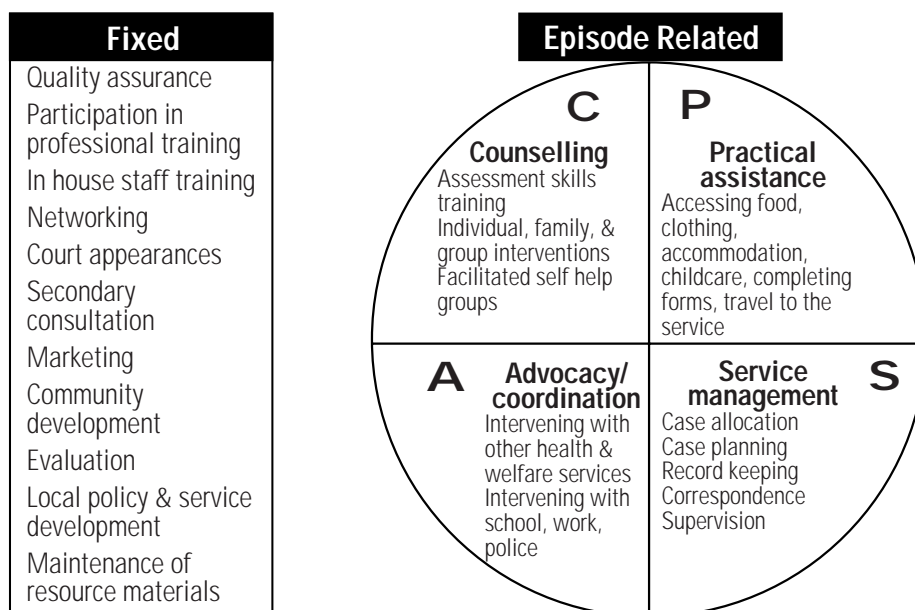 Fixed
Quality assurance
Participation in
professional training
In house staff training
Networking
Court appearances
Secondary
consultation
Marketing
Community
development
Evaluation
Local policy & service
development
Maintenance of
resource materials
Episode Related
C
Counselling
Assessment skills
training
Individual, family, &
group interventions
Facilitated self help
groups
P
Practical
assistance
Accessing food,
clothing,
accommodation,
childcare, completing
forms, travel to the
service
A
Advocacy/
coordination
Intervening with
other health &
welfare services
Intervening with
school, work,
police
S
Service
management
Case allocation
Case planning
Record keeping
Correspondence
Supervision